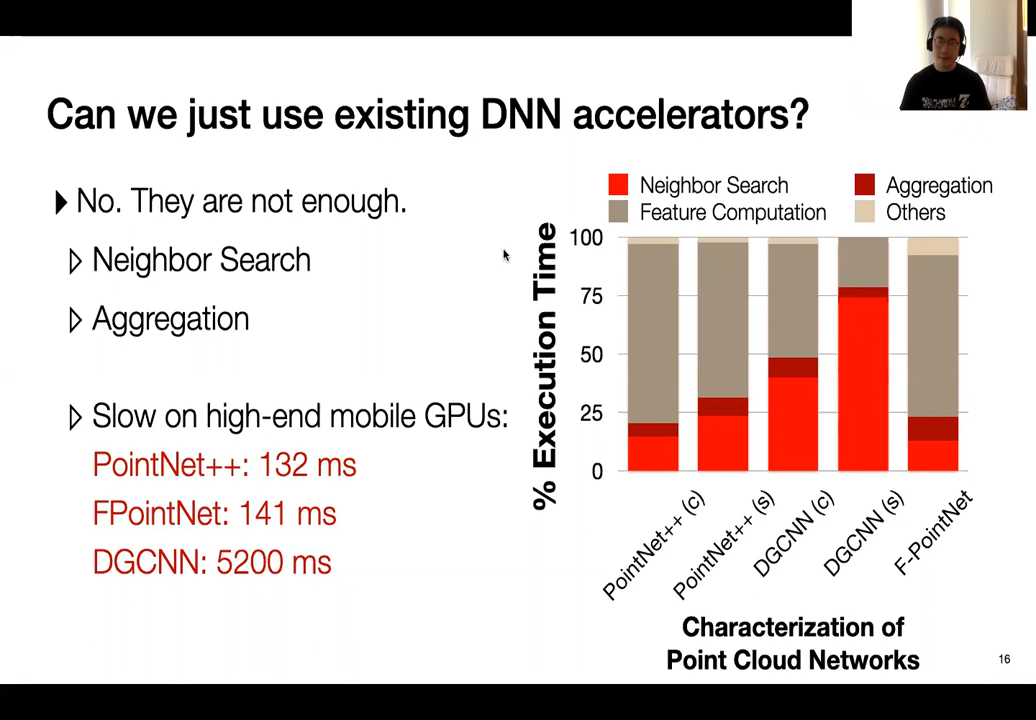 Can we just use existing DNN accelerators?
No. They are not enough.
Neighbor Search
Aggregation
Slow on high-end mobile GPUs:
PointNet++: 132 ms
FPointNet: 141 ms
DGCNN: 5200 ms
Neighbor Search
Aggregation
Feature Computation
Others
% Execution Time
100
75
50
25
0
PointNet++ (c)
PointNet++ (s)
DGCNN (c)
DGCNN (s)
F-PointNet
Characterization of
Point Cloud Networks
16